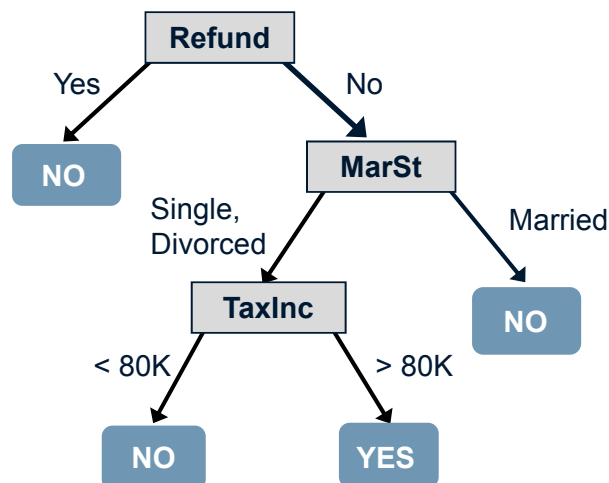 Refund
Yes
No
NO
MarSt
Single,
Divorced
Married
TaxInc
NO
< 80K
> 80K
NO
YES